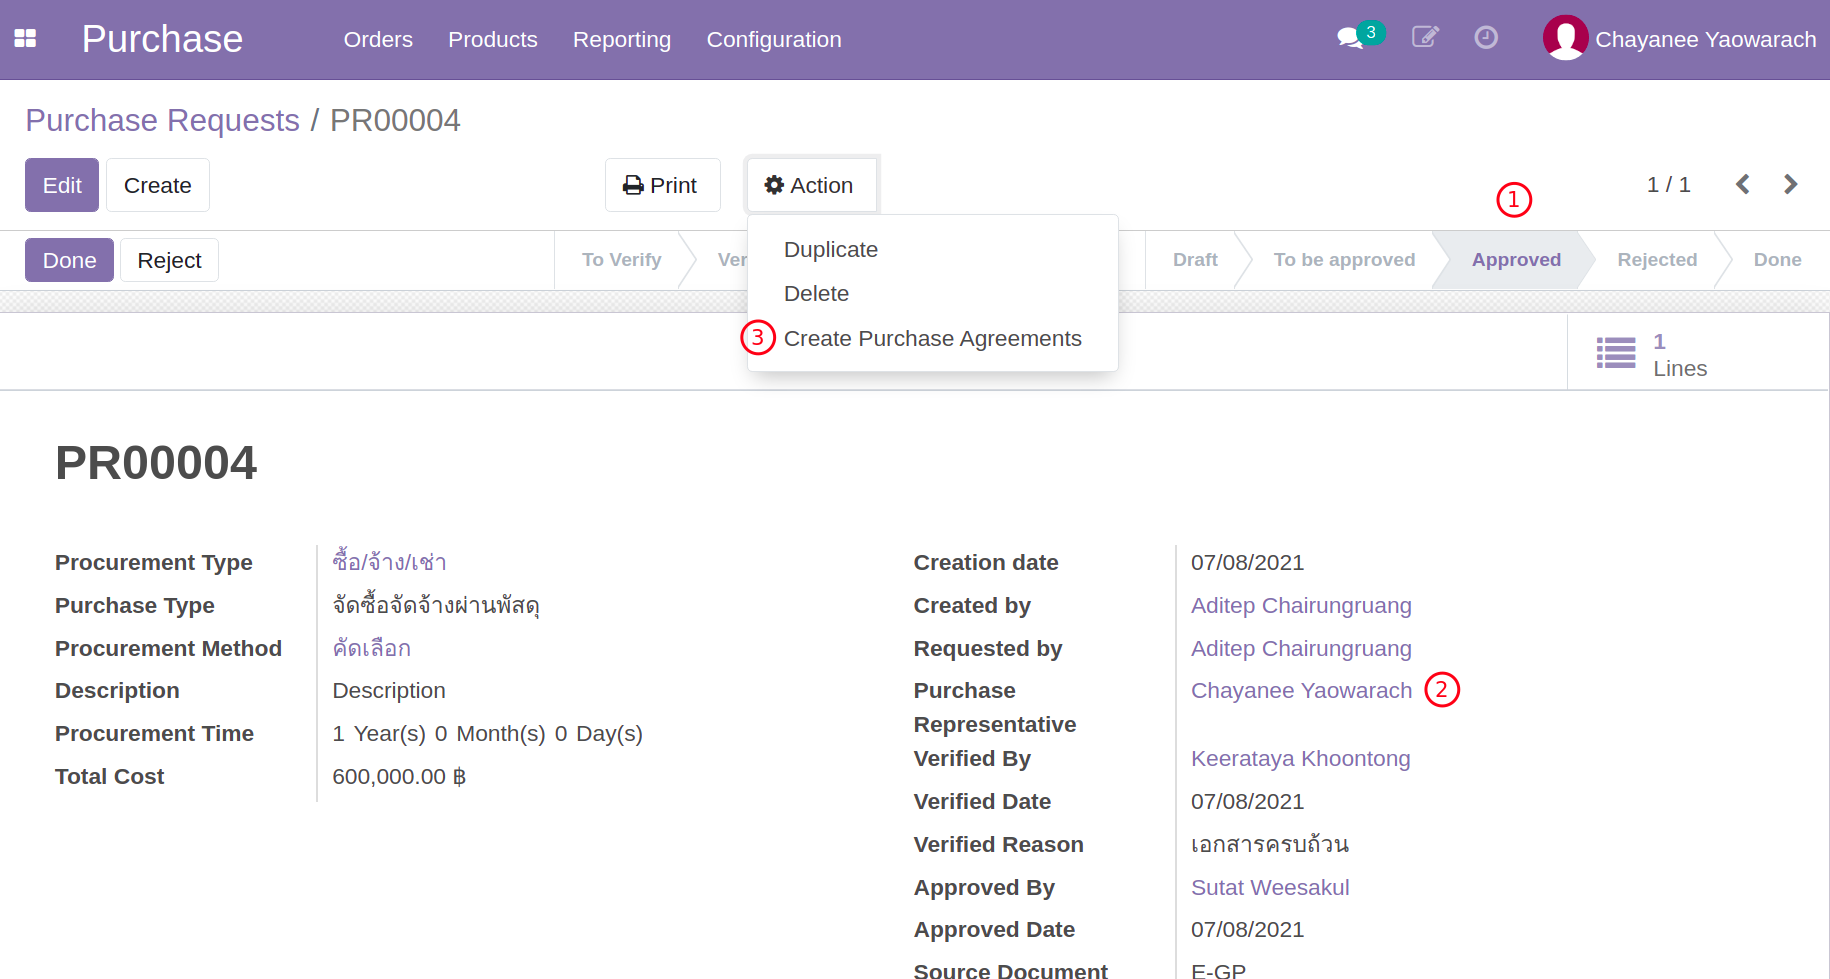 Purchase Orders Products Reporting Configuration 3 Chayanee Yaowarach
Purchase Requests / PR00004
Edit Create Print Action 1 1 / 1
Done Reject To Verify Ver Draft To be approved Approved Rejected Done
Duplicate
Delete
3 Create Purchase Agreements
1
Lines
PR00004
Procurement Type ซื้อ/จ้าง/เช่า
Purchase Type จัดซื้อจัดจ้างผ่านพัสดุ
Procurement Method คัดเลือก
Description Description
Procurement Time 1 Year(s) 0 Month(s) 0 Day(s)
Total Cost 600,000.00 ฿
Creation date 07/08/2021
Created by Aditep Chairungruang
Requested by Aditep Chairungruang
Purchase Representative Chayanee Yaowarach 2
Verified By Keerataya Khoontong
Verified Date 07/08/2021
Verified Reason เอกสารครบถ้วน
Approved By Sutat Weesakul
Approved Date 07/08/2021
Source Document E-GP